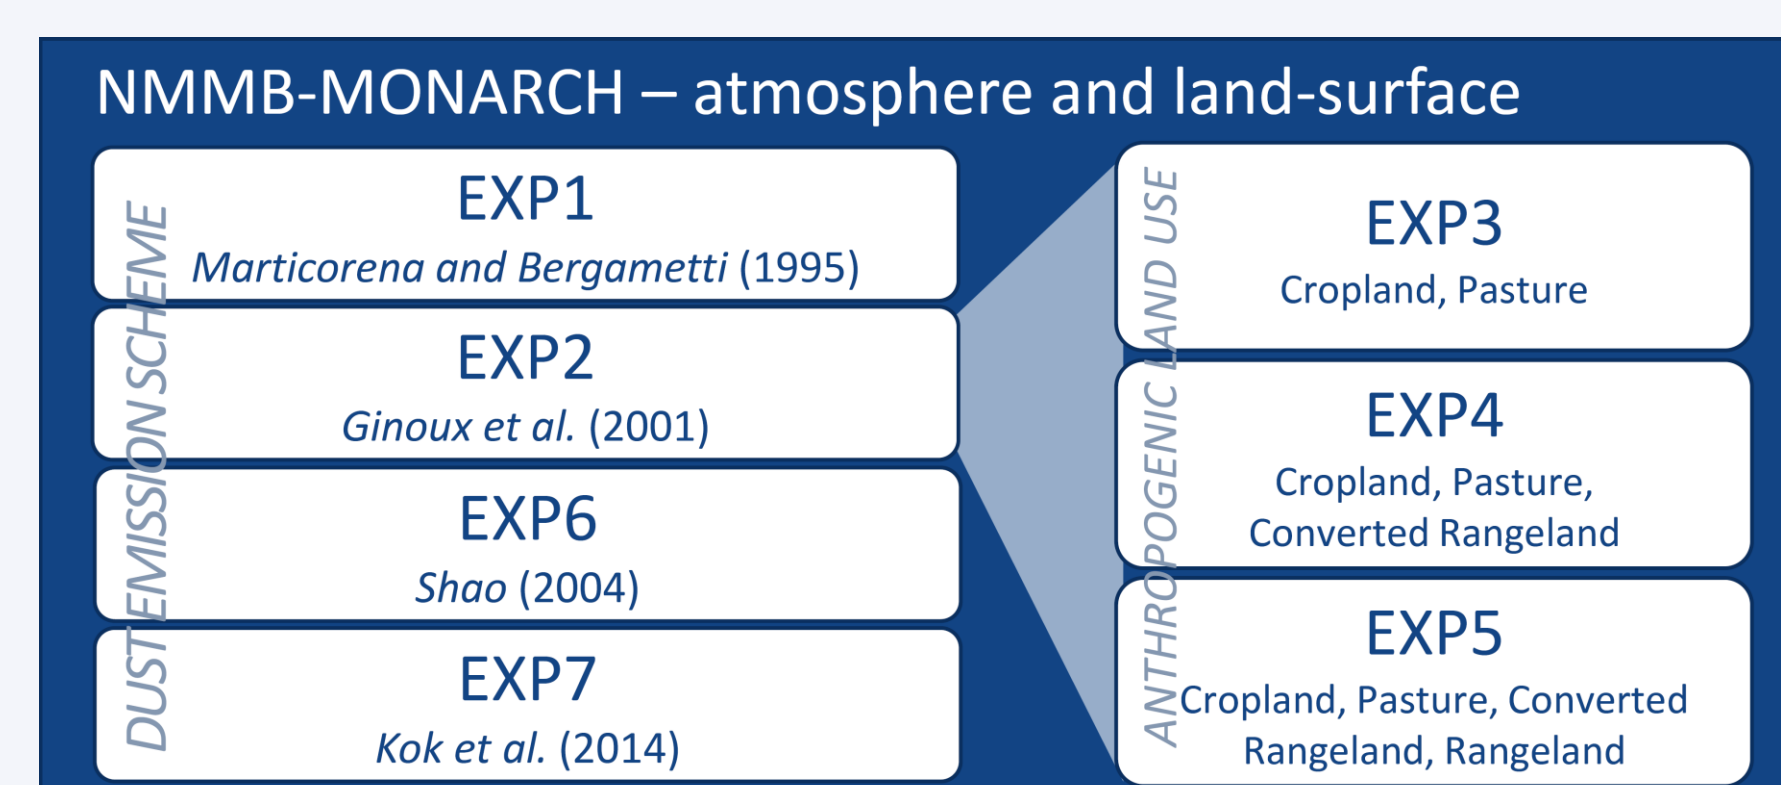 NMMB-MONARCH – atmosphere and land-surface
DUST EMISSION SCHEME
EXP1
Marticorena and Bergametti (1995)
EXP2
Ginoux et al. (2001)
EXP6
Shao (2004)
EXP7
Kok et al. (2014)
ANTHROPOGENIC LAND USE
EXP3
Cropland, Pasture
EXP4
Cropland, Pasture,
Converted Rangeland
EXP5
Cropland, Pasture, Converted
Rangeland, Rangeland